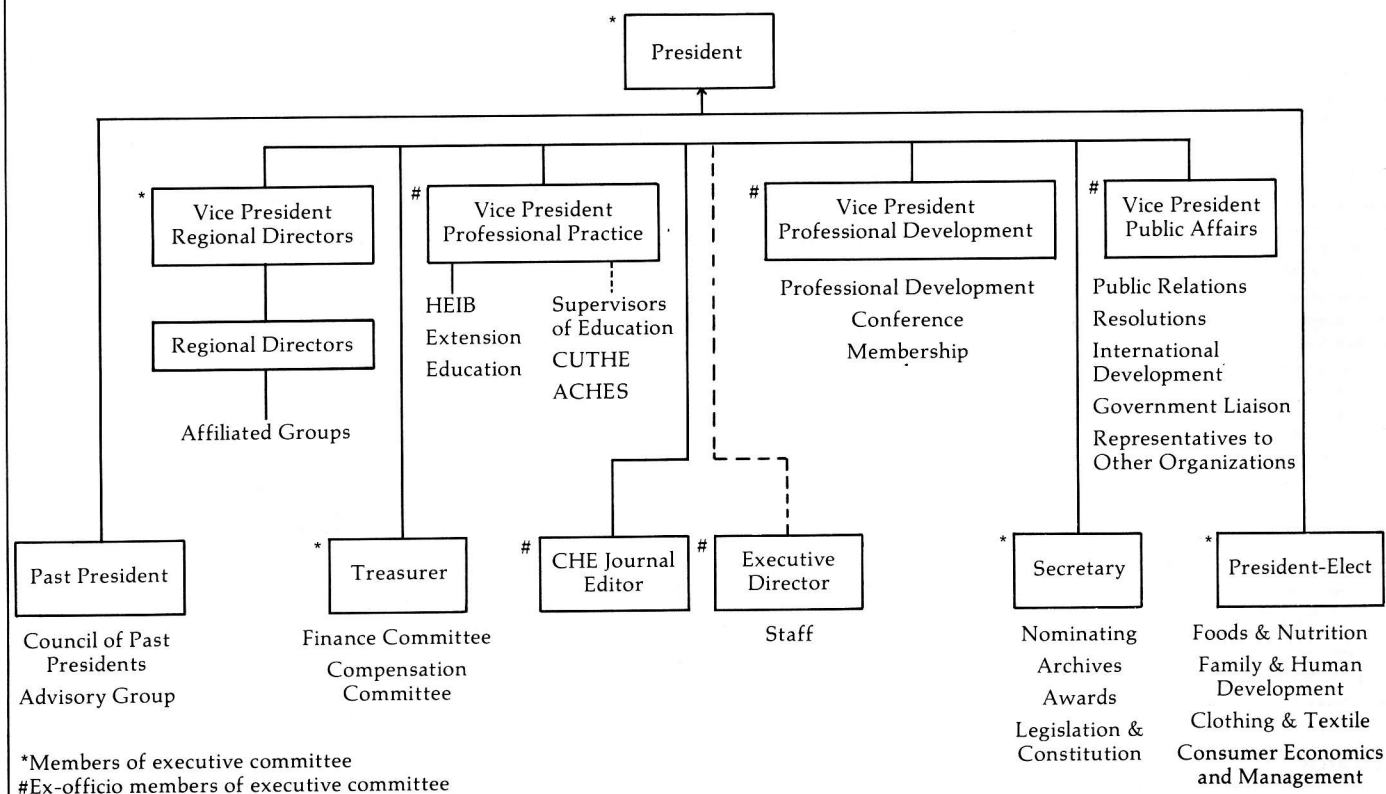 *
President
*
Vice President
Regional Directors
#
Vice President
Professional Practice
#
Vice President
Professional Development
#
Vice President
Public Affairs
Regional Directors
Affiliated Groups
HEIB
Extension
Education
Supervisors
of Education
CUTHE
ACHES
Professional Development
Conference
Membership
Public Relations
Resolutions
International
Development
Government Liaison
Representatives to
Other Organizations
Past President
Council of Past
Presidents
Advisory Group
*
Treasurer
Finance Committee
Compensation
Committee
#
CHE Journal
Editor
#
Executive
Director
Staff
*
Secretary
Nominating
Archives
Awards
Legislation &
Constitution
*
President-Elect
Foods & Nutrition
Family & Human
Development
Clothing & Textile
Consumer Economics
and Management
*Members of executive committee
#Ex-officio members of executive committee